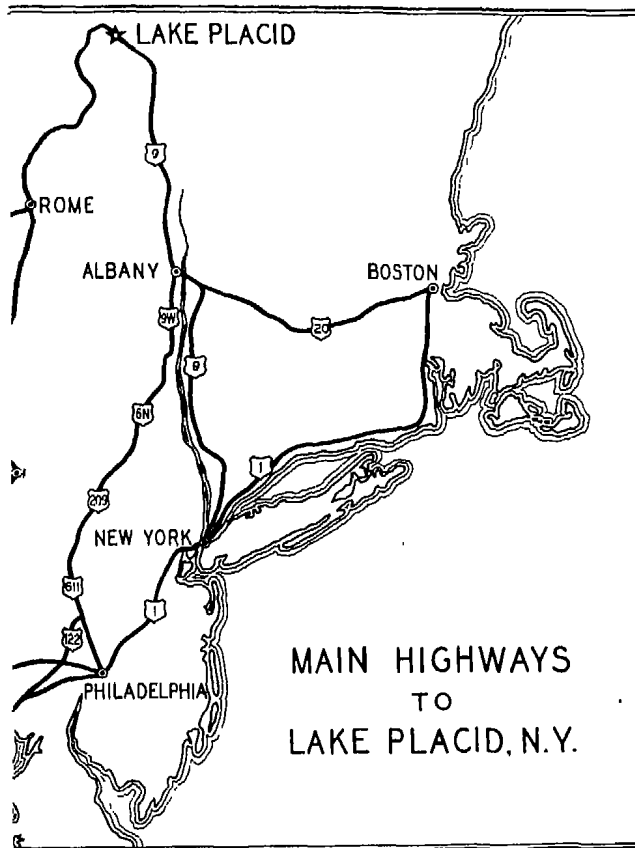 LAKE PLACID
9
ROME
ALBANY
BOSTON
9W
20
9
6N
1
209
NEW YORK
611
1
122
PHILADELPHIA
MAIN HIGHWAYS
TO
LAKE PLACID, N.Y.